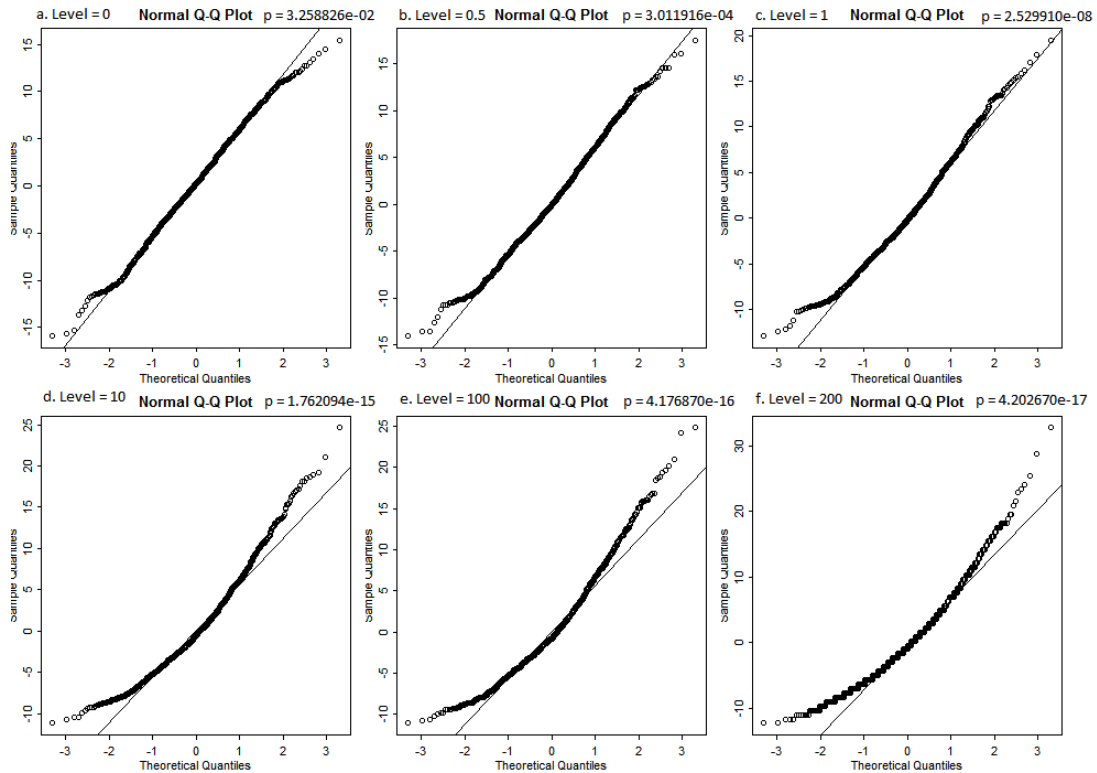 a. Level = 0 Normal Q-Q Plot p = 3.258826e-02
Sample Quantiles
15
10
5
0
-5
-10
-15
-3 -2 -1 0 1 2 3
Theoretical Quantiles
b. Level = 0.5 Normal Q-Q Plot p = 3.011916e-04
Sample Quantiles
15
10
5
0
-5
-10
-15
-3 -2 -1 0 1 2 3
Theoretical Quantiles
c. Level = 1 Normal Q-Q Plot p = 2.529910e-08
Sample Quantiles
20
15
10
5
0
-5
-10
-3 -2 -1 0 1 2 3
Theoretical Quantiles
d. Level = 10 Normal Q-Q Plot p = 1.762094e-15
Sample Quantiles
25
20
15
10
5
0
-5
-10
-3 -2 -1 0 1 2 3
Theoretical Quantiles
e. Level = 100 Normal Q-Q Plot p = 4.176870e-16
Sample Quantiles
25
20
15
10
5
0
-5
-10
-3 -2 -1 0 1 2 3
Theoretical Quantiles
f. Level = 200 Normal Q-Q Plot p = 4.202670e-17
Sample Quantiles
30
20
10
0
-10
-3 -2 -1 0 1 2 3
Theoretical Quantiles